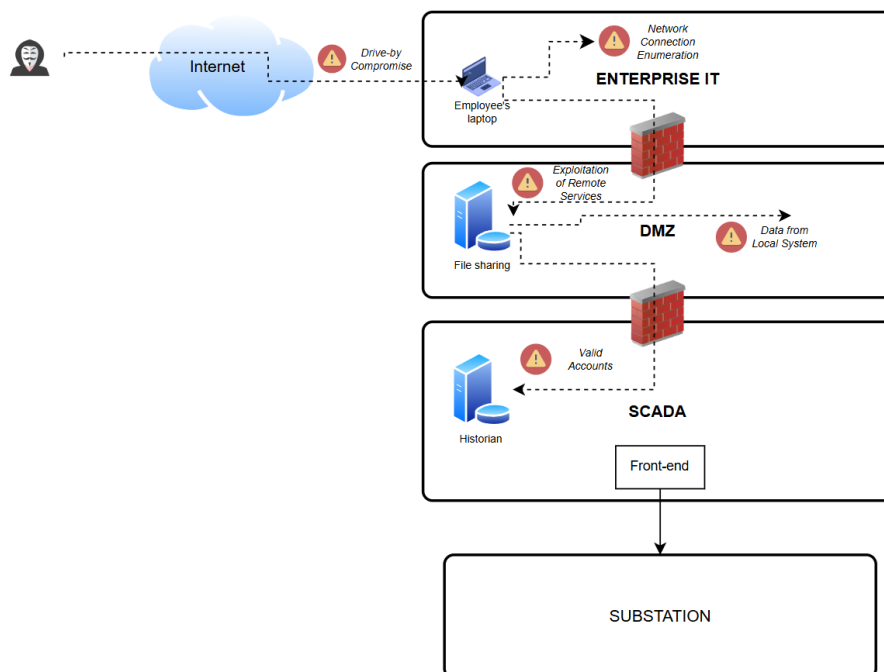 Internet
Drive-by
Compromise
Network
Connection
Enumeration
ENTERPRISE IT
Employee's
laptop
Exploitation
of Remote
Services
DMZ
Data from
Local System
File sharing
Valid
Accounts
SCADA
Historian
Front-end
SUBSTATION